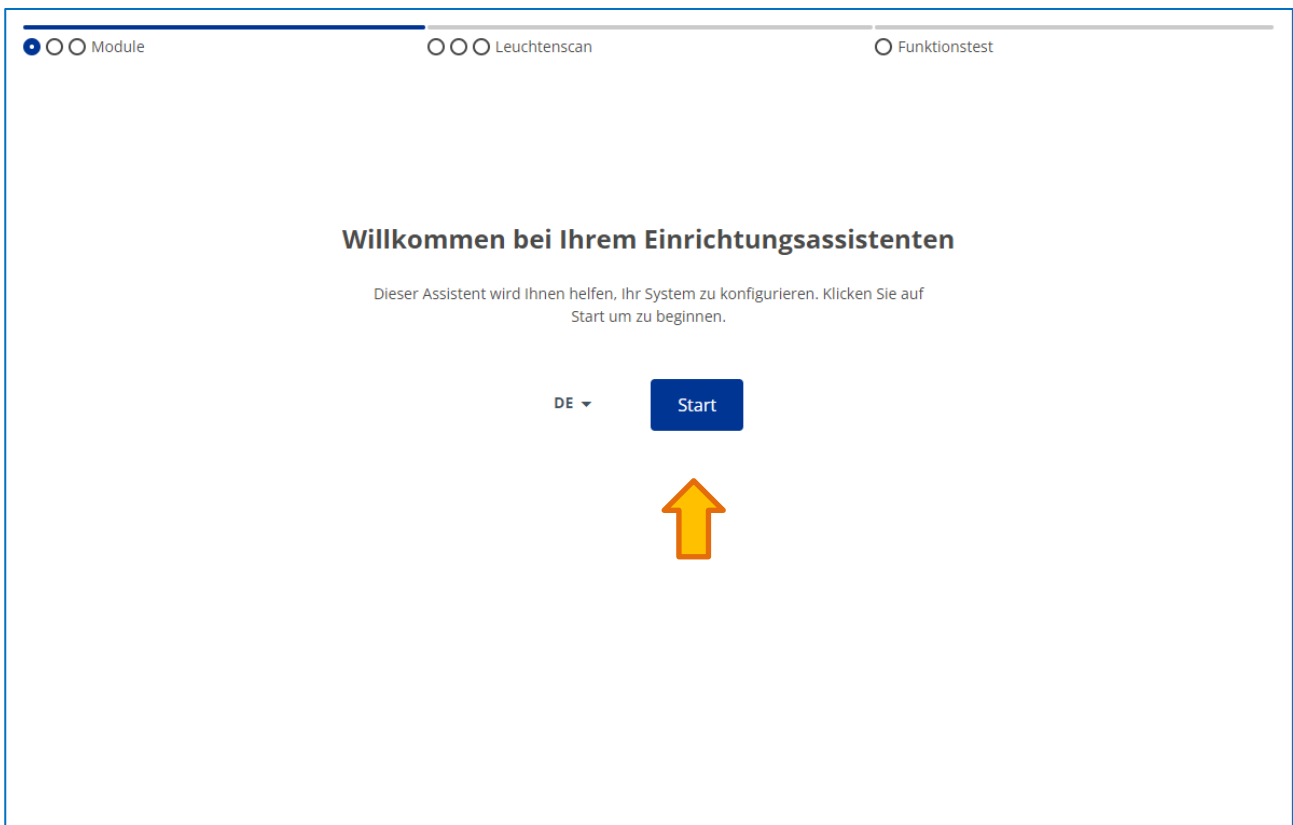 Module
Leuchtenscan
Funktionstest
Willkommen bei Ihrem Einrichtungsassistenten
Dieser Assistent wird Ihnen helfen, Ihr System zu konfigurieren. Klicken Sie auf
Start um zu beginnen.
DE
Start